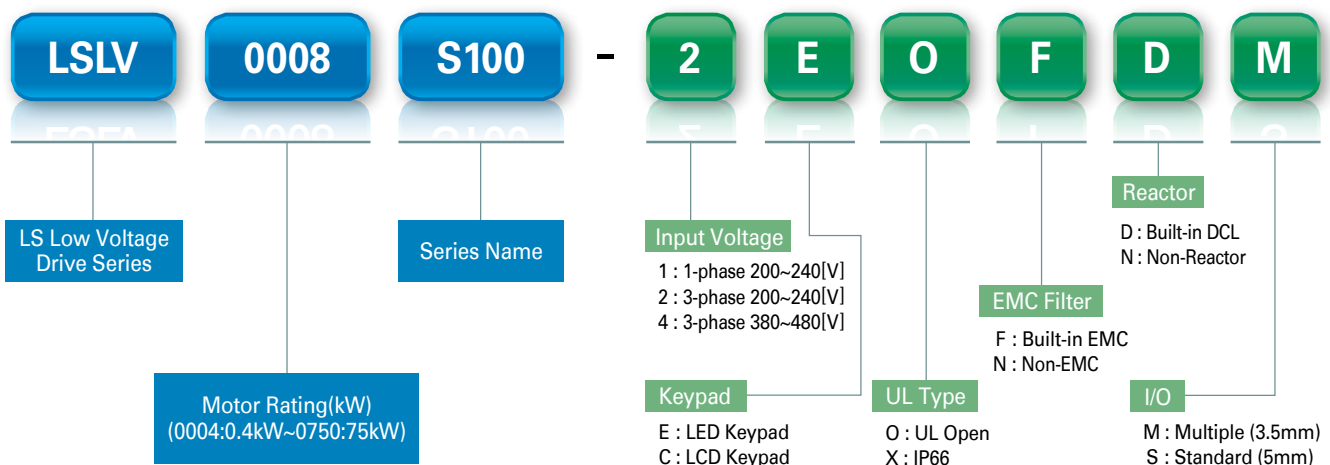 LSLV 0008 S100 - 2 E O F D M
LS Low Voltage
Drive Series
Motor Rating(kW)
(0004:0.4kW~0750:75kW)
Series Name
Input Voltage
1 : 1-phase 200~240[V]
2 : 3-phase 200~240[V]
4 : 3-phase 380~480[V]
Keypad
E : LED Keypad
C : LCD Keypad
UL Type
O : UL Open
X : IP66
EMC Filter
F : Built-in EMC
N : Non-EMC
Reactor
D : Built-in DCL
N : Non-Reactor
I/O
M : Multiple (3.5mm)
S : Standard (5mm)